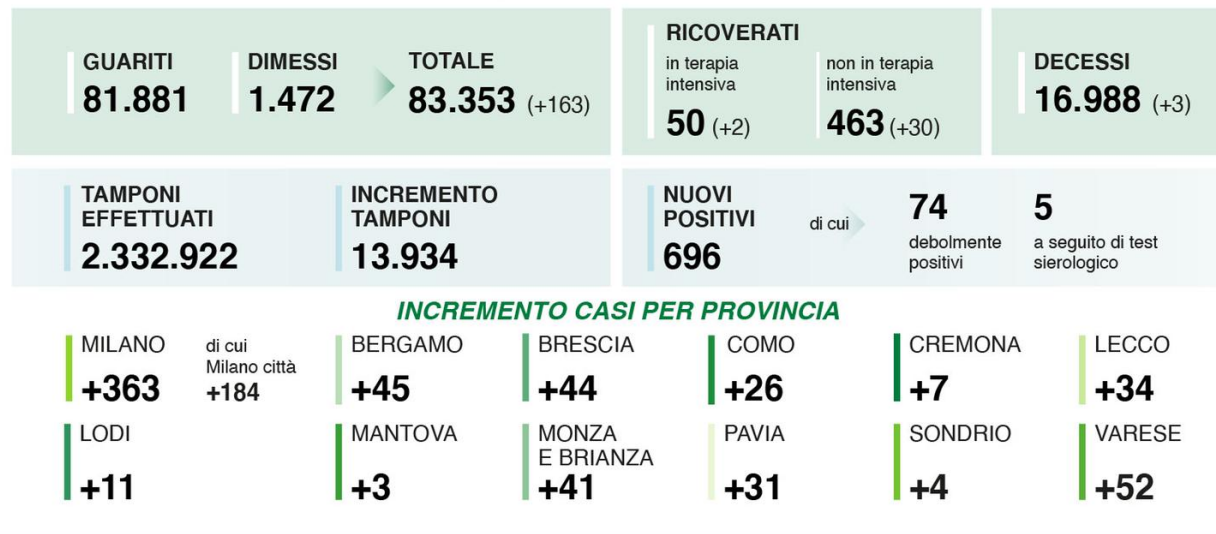 GUARITI
81.881
DIMESSI
1.472
TOTALE
83.353 (+163)
RICOVERATI
in terapia
intensiva
50 (+2)
non in terapia
intensiva
463 (+30)
DECESSI
16.988 (+3)
TAMPONI
EFFETTUATI
2.332.922
INCREMENTO
TAMPONI
13.934
NUOVI
POSITIVI
696
di cui
74
debolmente
positivi
5
a seguito di test
sierologico
INCREMENTO CASI PER PROVINCIA
MILANO
+363
di cui
Milano città
+184
BERGAMO
+45
BRESCIA
+44
COMO
+26
CREMONA
+7
LECCO
+34
LODI
+11
MANTOVA
+3
MONZA
E BRIANZA
+41
PAVIA
+31
SONDRIO
+4
VARESE
+52